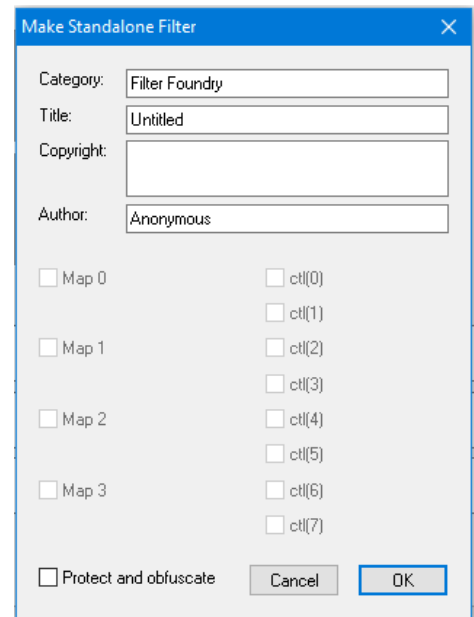 Make Standalone Filter
Category: Filter Foundry
Title: Untitled
Copyright:
Author: Anonymous
Map 0 ctl(0)
ctl(1)
Map 1 ctl(2)
ctl(3)
Map 2 ctl(4)
ctl(5)
Map 3 ctl(6)
ctl(7)
Protect and obfuscate Cancel OK